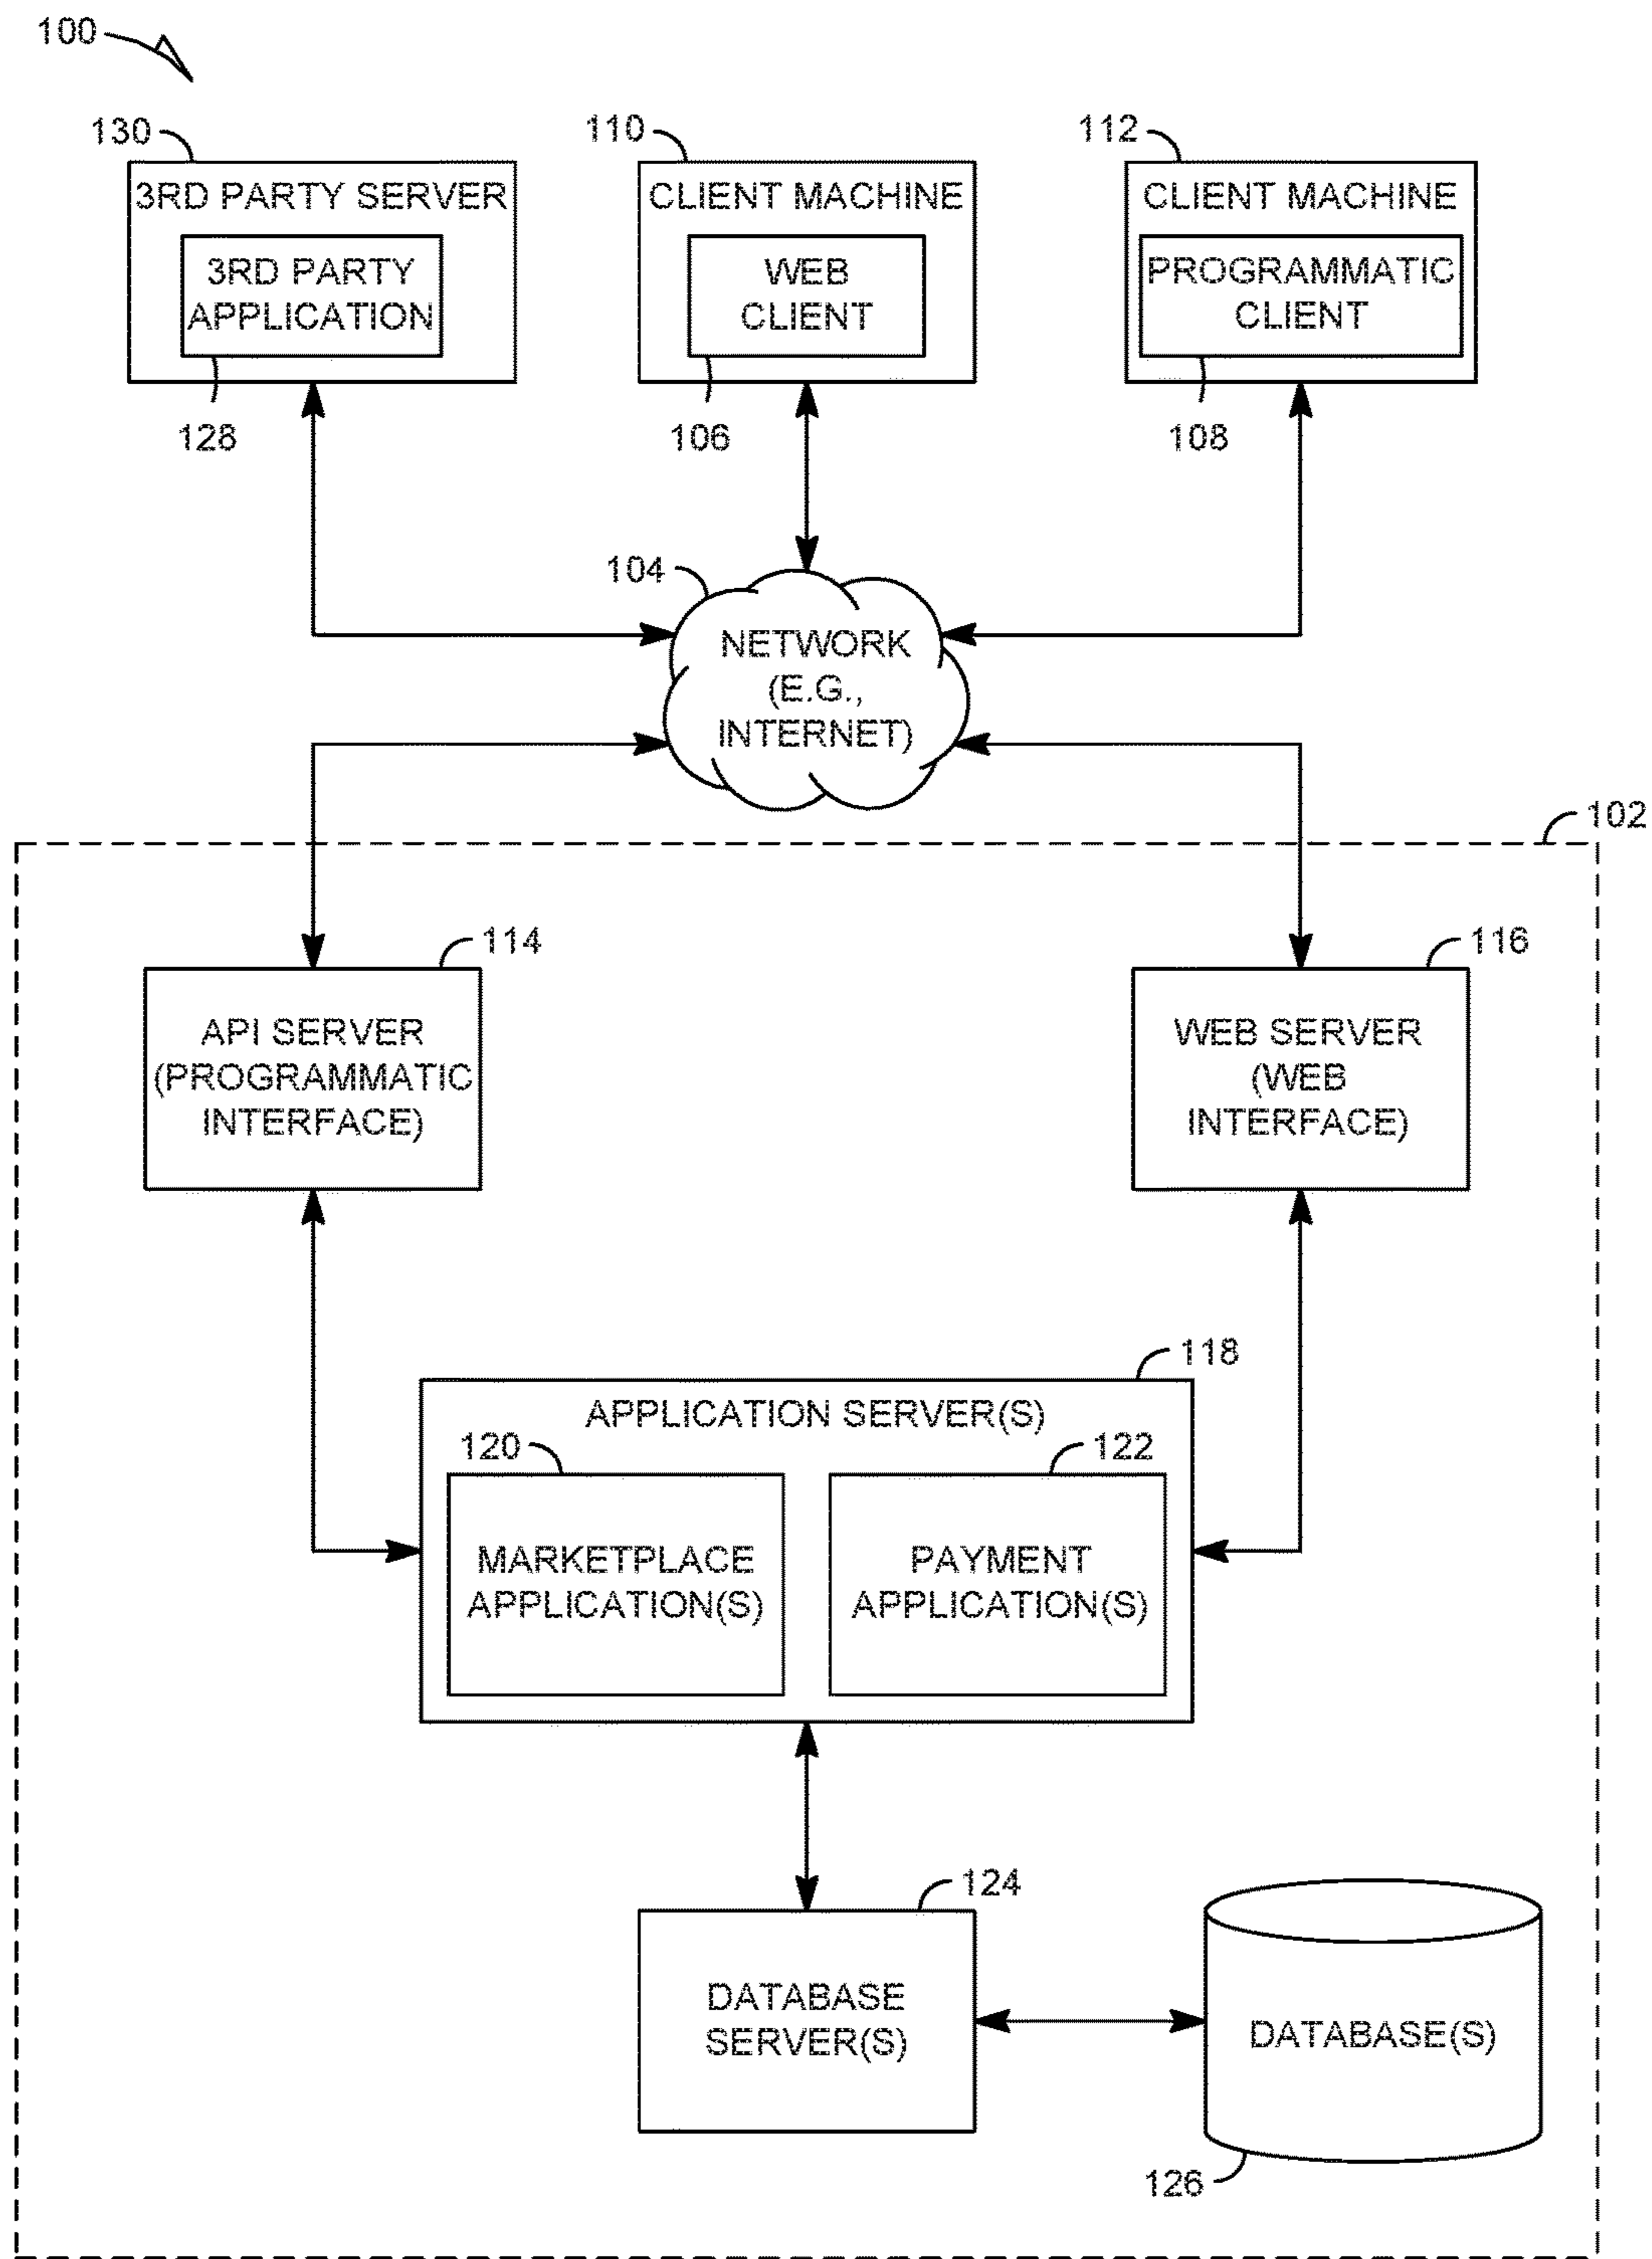 100
130
110
112
3RD PARTY SERVER
CLIENT MACHINE
CLIENT MACHINE
3RD PARTY
APPLICATION
WEB
CLIENT
PROGRAMMATIC
CLIENT
128
106
108
104
NETWORK
(E.G.,
INTERNET)
102
114
116
API SERVER
(PROGRAMMATIC
INTERFACE)
WEB SERVER
(WEB
INTERFACE)
118
APPLICATION SERVER(S)
120
122
MARKETPLACE
APPLICATION(S)
PAYMENT
APPLICATION(S)
124
DATABASE
SERVER(S)
DATABASE(S)
126